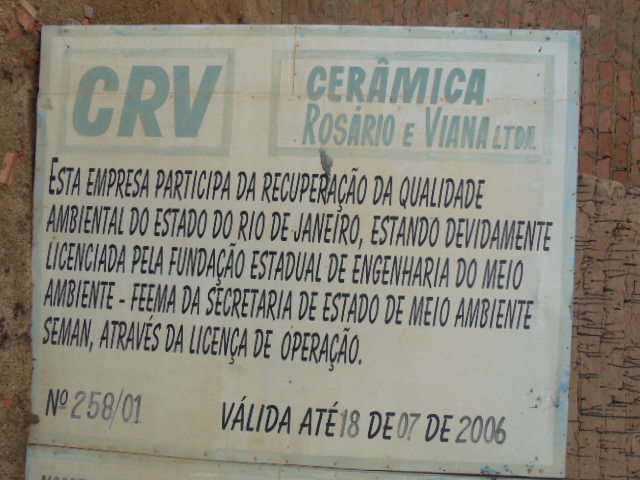 CRV
CERÂMICA
ROSÁRIO E VIANA LTDA.
ESTA EMPRESA PARTICIPA DA RECUPERAÇÃO DA QUALIDADE
AMBIENTAL DO ESTADO DO RIO DE JANEIRO, ESTANDO DEVIDAMENTE
LICENCIADA PELA FUNDAÇÃO ESTADUAL DE ENGENHARIA DO MEIO
AMBIENTE - FEEMA DA SECRETARIA DE ESTADO DE MEIO AMBIENTE
SEMAN, ATRAVÉS DA LICENÇA DE OPERAÇÃO.
Nº 258/01 VÁLIDA ATÉ 18 DE 07 DE 2006